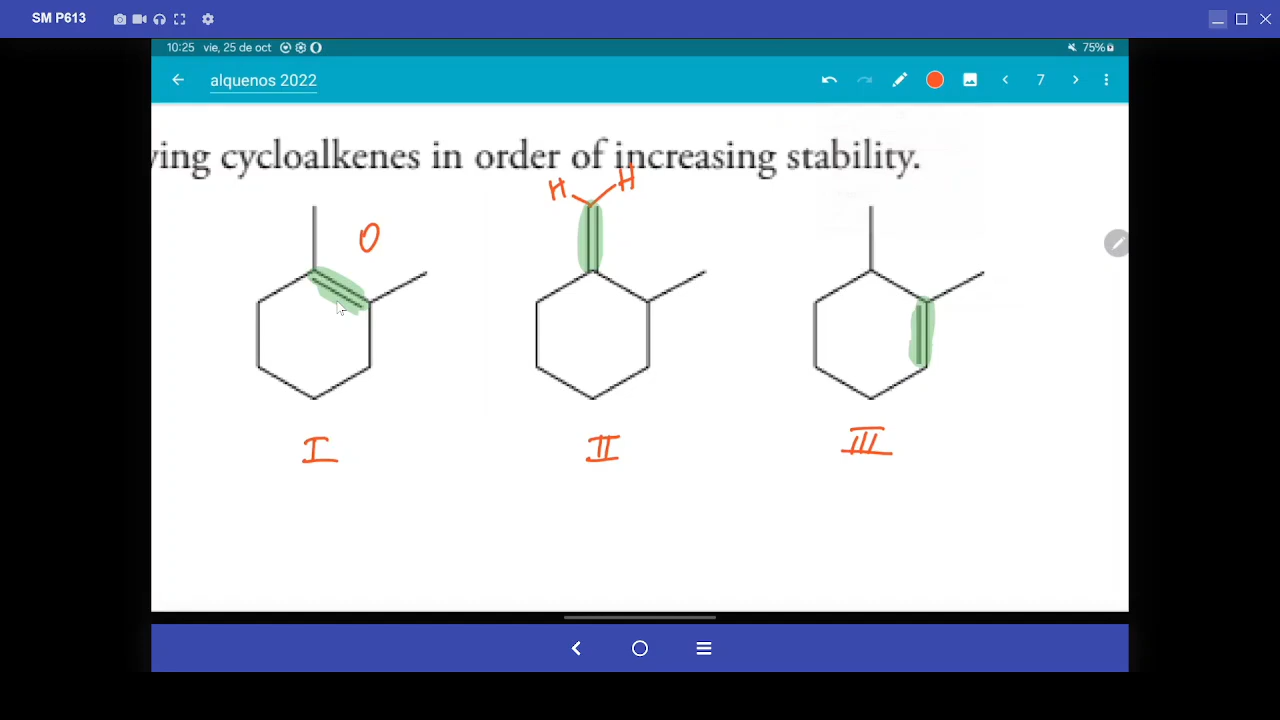 SM P613
10:25 vie, 25 de oct 75%
alquenos 2022
7
ving cycloalkenes in order of increasing stability.
H H
O
I II III